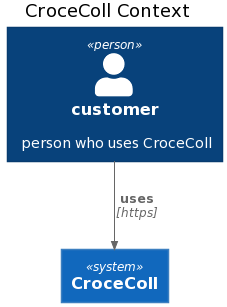 CroceColl Context
«person»
customer
person who uses CroceColl
uses
[https]
«system»
CroceColl